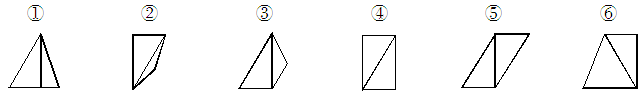 ① ② ③ ④ ⑤ ⑥